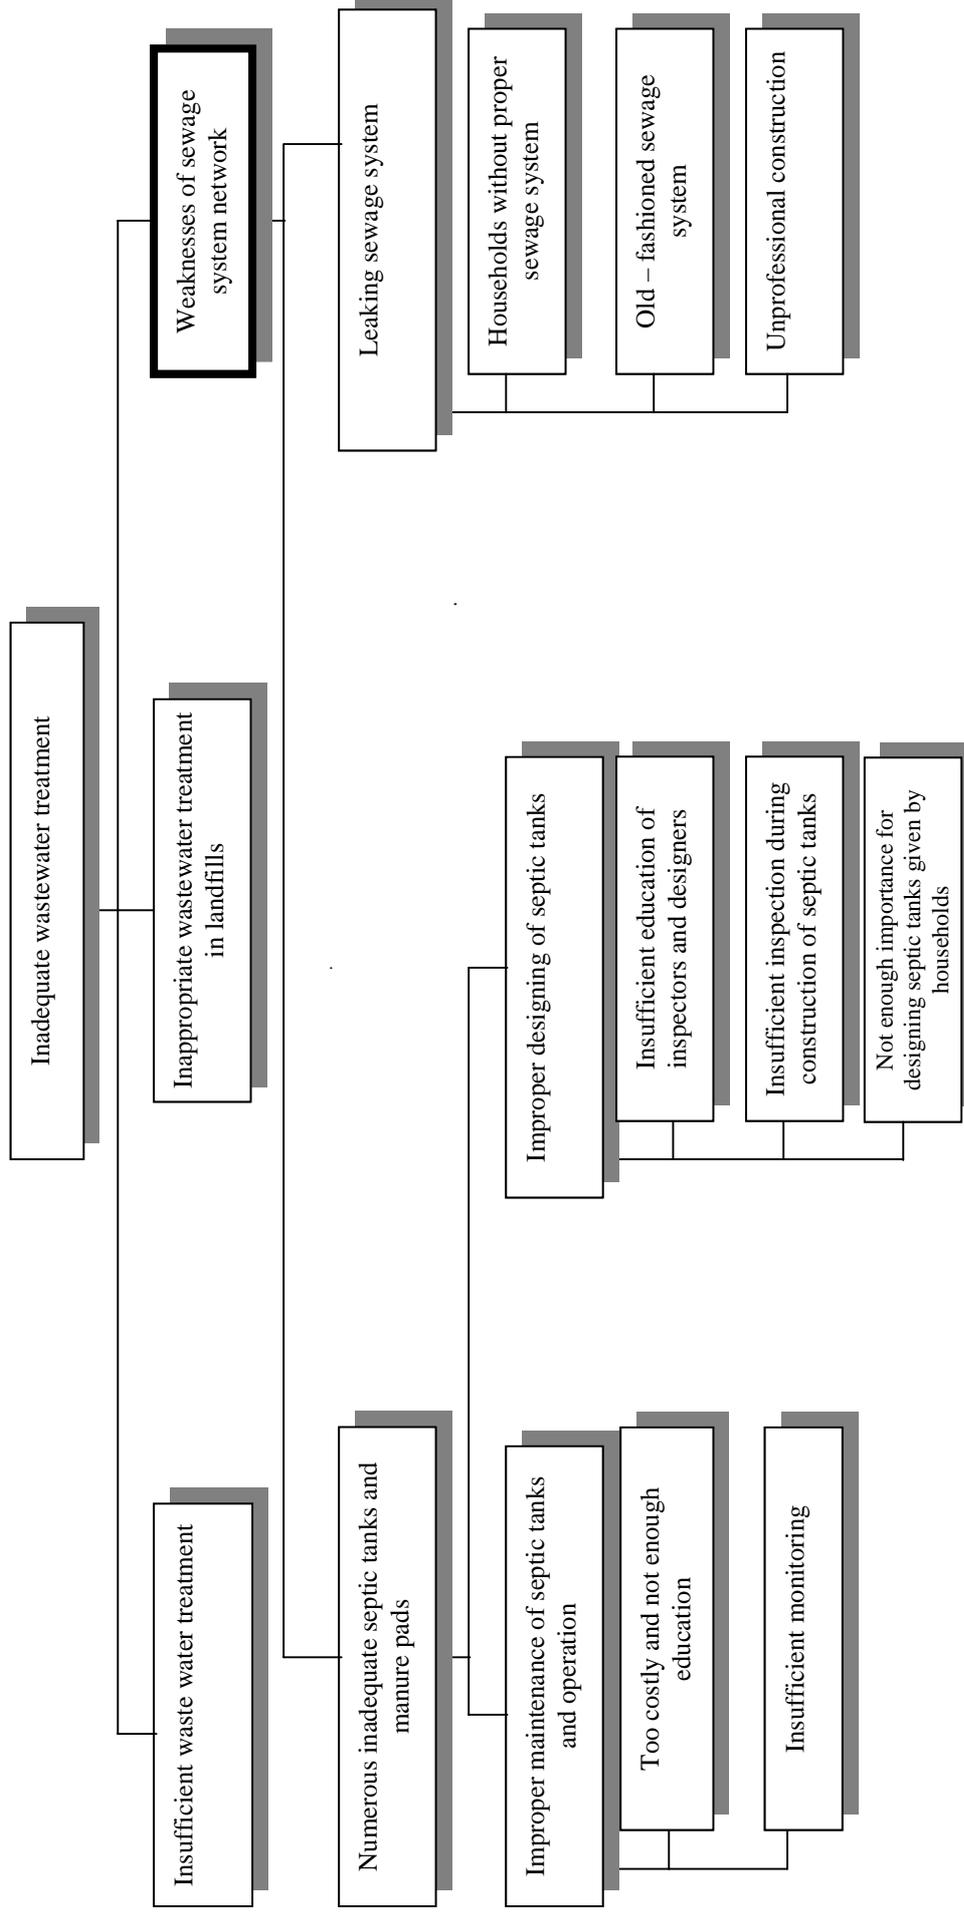 Inadequate wastewater treatment
Insufficient waste water treatment
Inappropriate wastewater treatment
in landfills
Weaknesses of sewage
system network
Numerous inadequate septic tanks and
manure pads
Leaking sewage system
Improper maintenance of septic tanks
and operation
Too costly and not enough
education
Insufficient monitoring
Improper designing of septic tanks
Insufficient education of
inspectors and designers
Insufficient inspection during
construction of septic tanks
Not enough importance for
designing septic tanks given by
households
Households without proper
sewage system
Old – fashioned sewage
system
Unprofessional construction